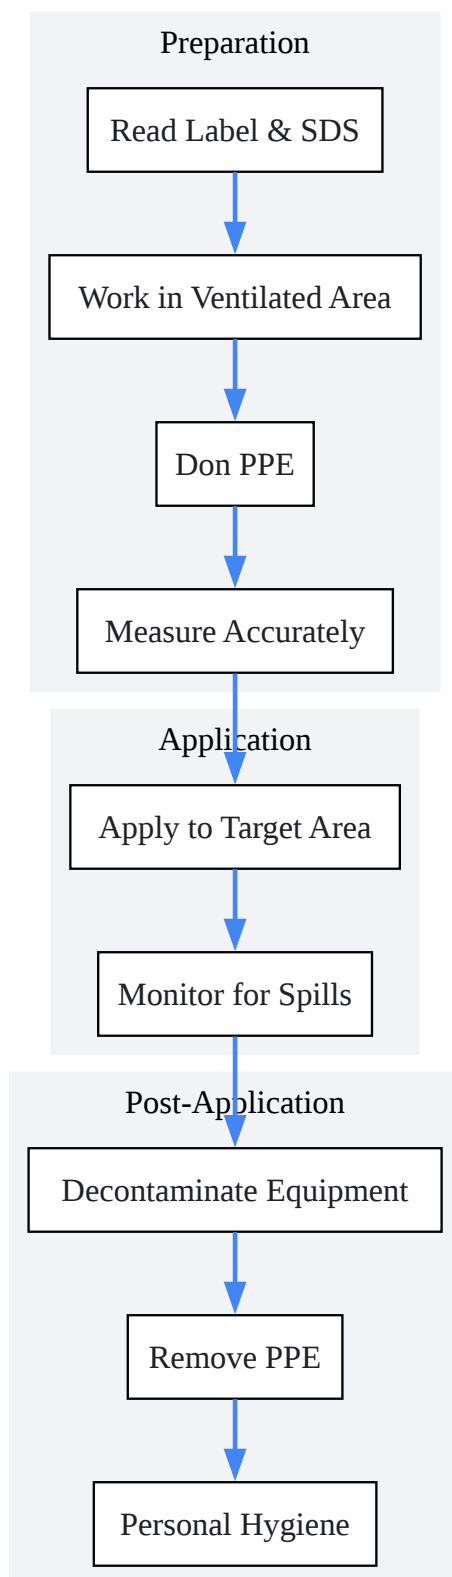 Preparation
Read Label & SDS
Work in Ventilated Area
Don PPE
Measure Accurately
Application
Apply to Target Area
Monitor for Spills
Post-Application
Decontaminate Equipment
Remove PPE
Personal Hygiene